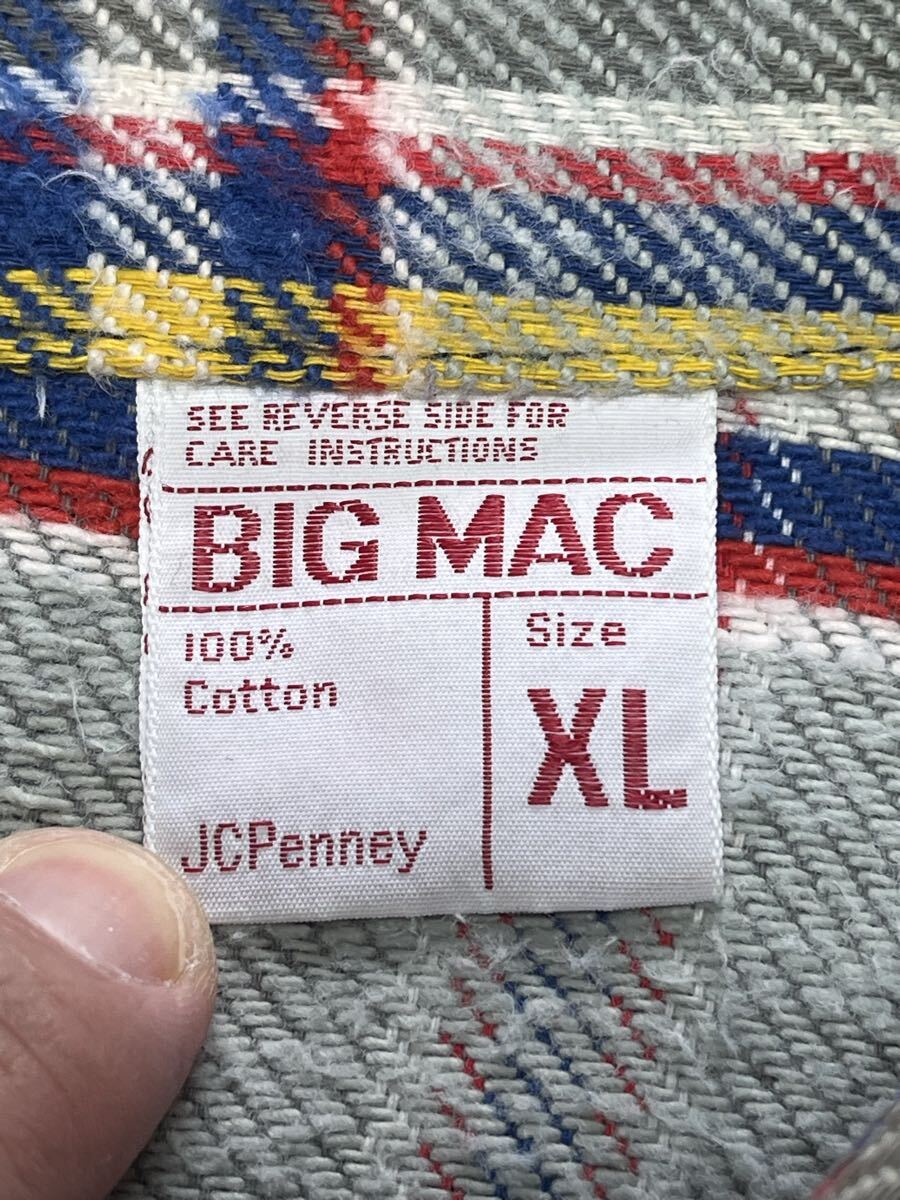 SEE REVERSE SIDE FOR
CARE INSTRUCTIONS
BIG MAC
100%
Cotton
Size
XL
JCPenney